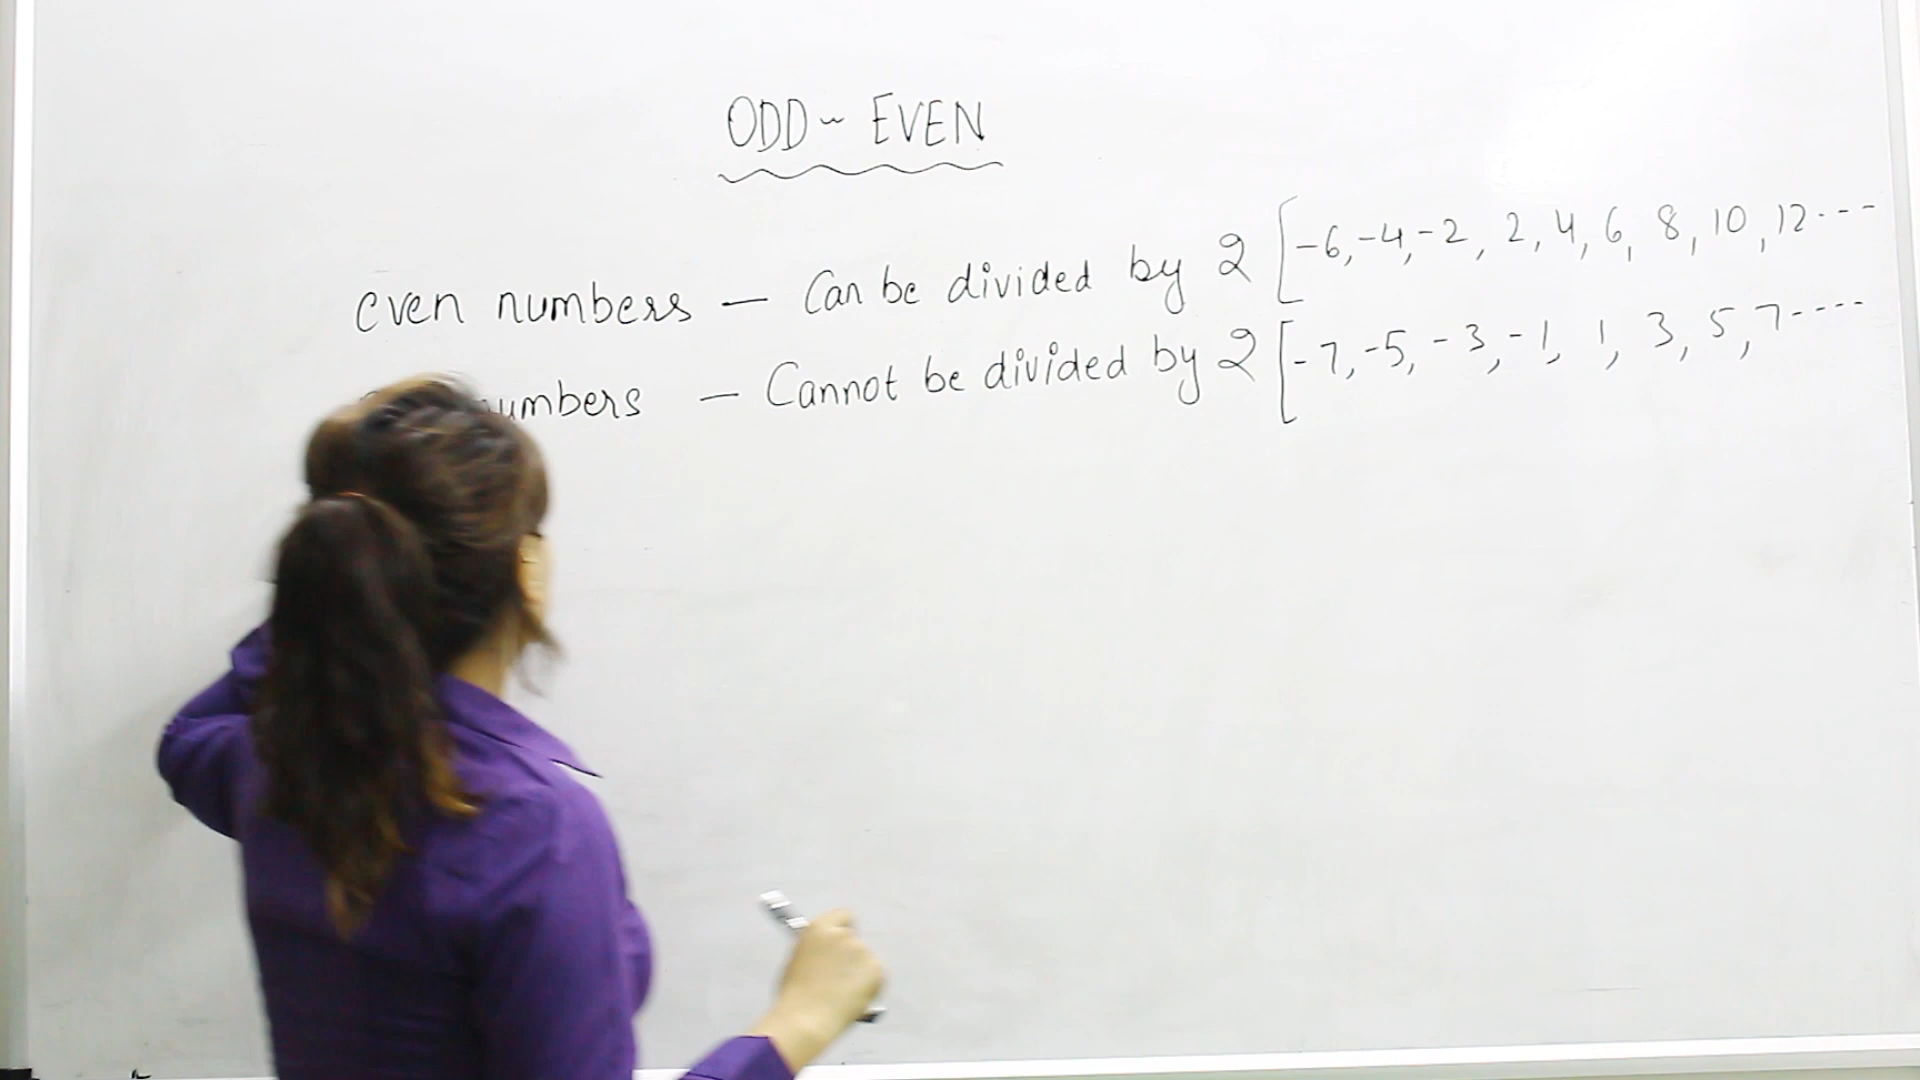 ODD - EVEN
even numbers — Can be divided by 2 [-6, -4, -2, 2, 4, 6, 8, 10, 12---
numbers — Cannot be divided by 2 [-7, -5, -3, -1, 1, 3, 5, 7----